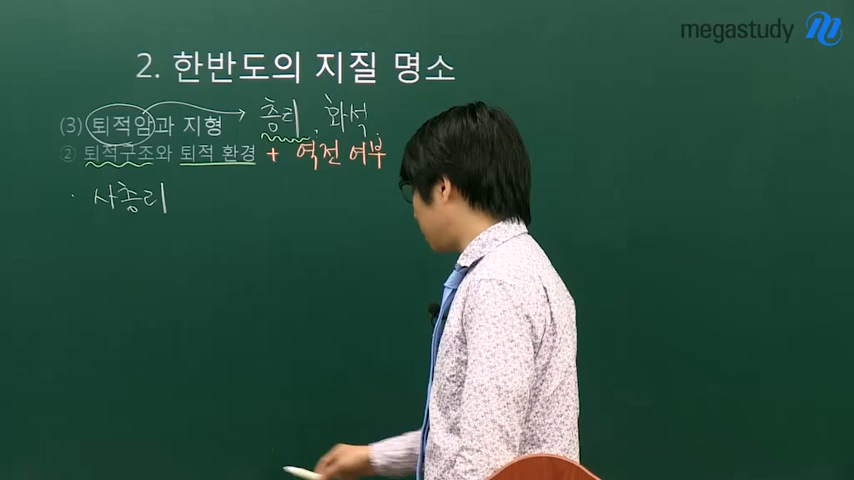 megastudy
2. 한반도의 지질 명소
(3) 퇴적암과 지형 → 층리, 화석,
② 퇴적구조와 퇴적 환경 + 역전 여부
· 사층리